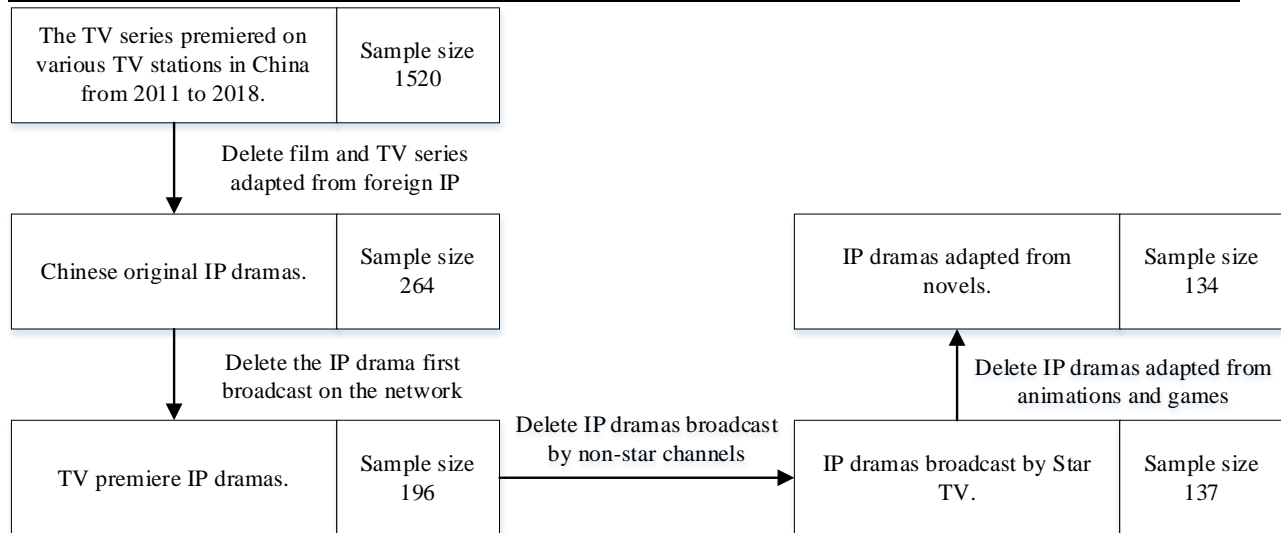 The TV series premiered on
various TV stations in China
from 2011 to 2018.
Sample size
1520
Delete film and TV series
adapted from foreign IP
Chinese original IP dramas.
Sample size
264
Delete the IP drama first
broadcast on the network
TV premiere IP dramas.
Sample size
196
Delete IP dramas broadcast
by non-star channels
IP dramas broadcast by Star
TV.
Sample size
137
Delete IP dramas adapted from
animations and games
IP dramas adapted from
novels.
Sample size
134